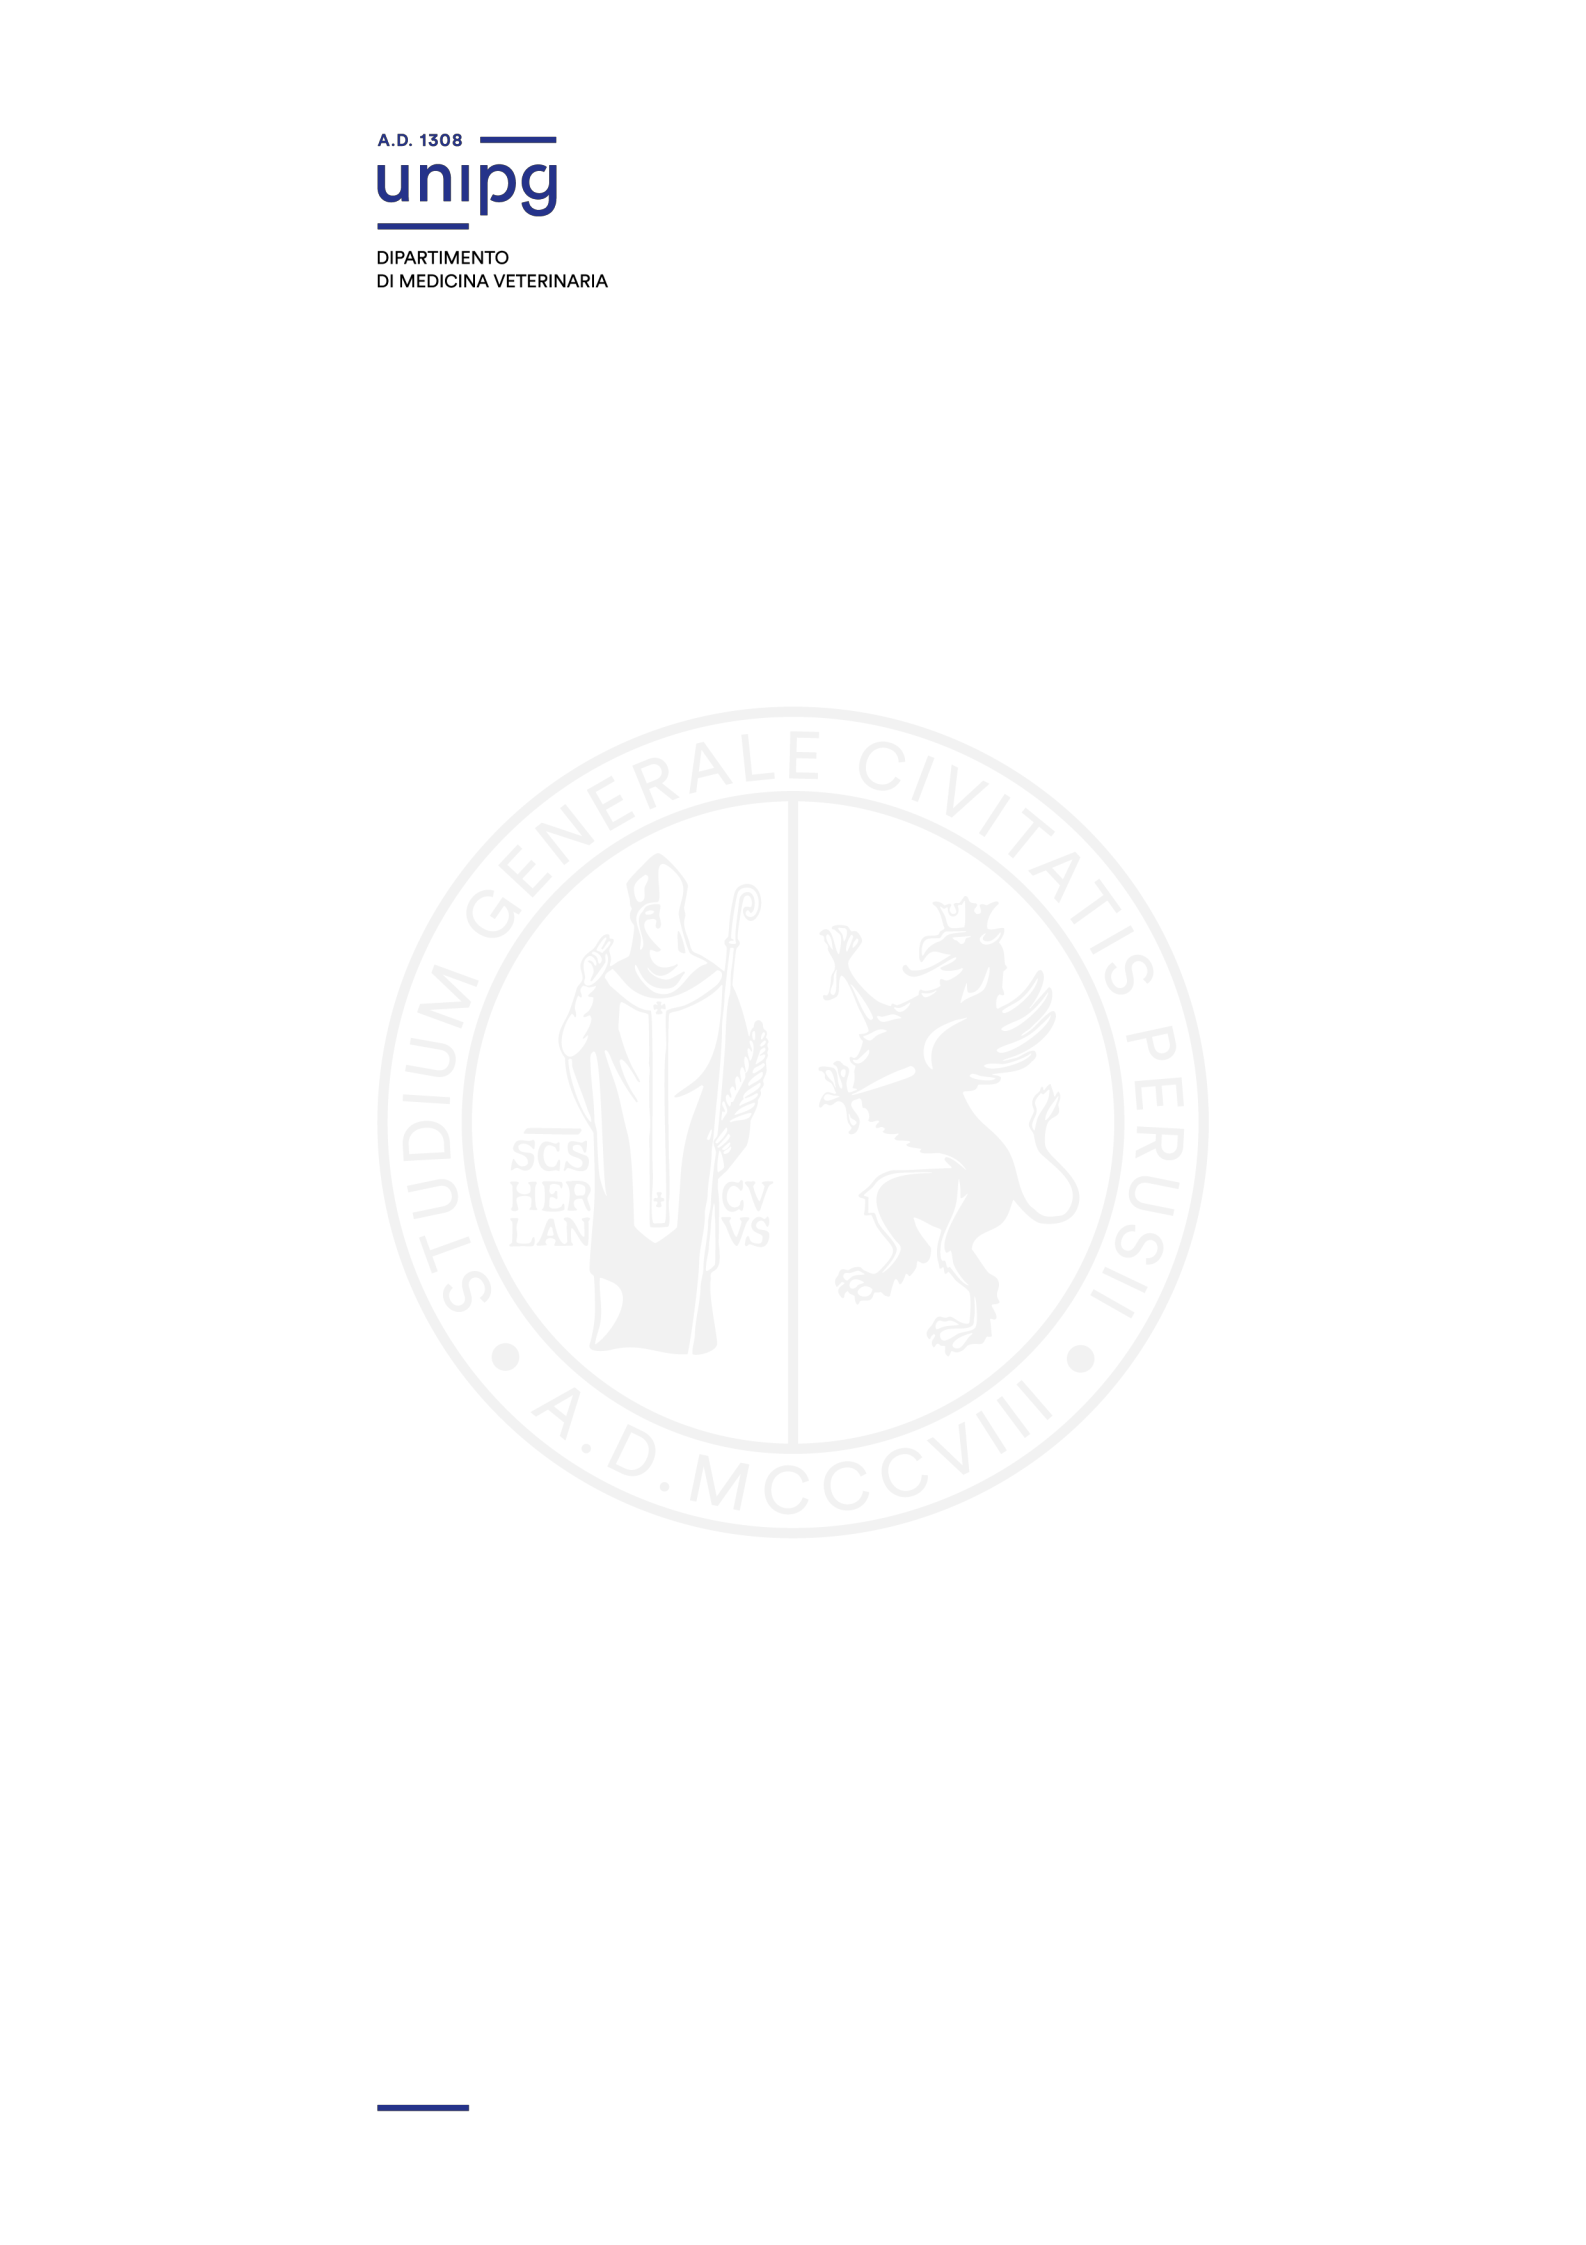 A.D. 1308
unipg
DIPARTIMENTO
DI MEDICINA VETERINARIA
STUDIUM GENERALE CIVITATIS PERUSII
SCS
HER CV
LAN VS
A.D. MCCCVIII